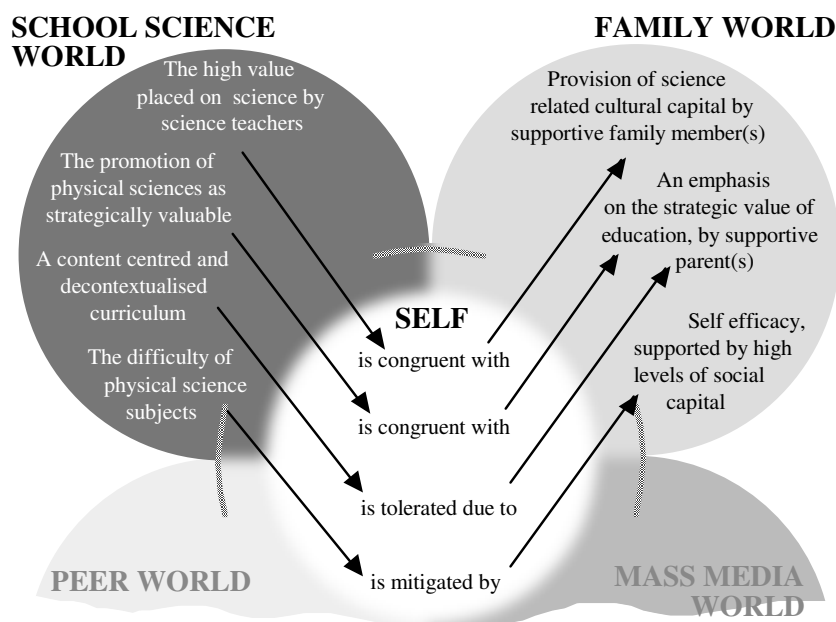 SCHOOL SCIENCE
WORLD
The high value
placed on science by
science teachers
The promotion of
physical sciences as
strategically valuable
A content centred and
decontextualised
curriculum
The difficulty of
physical science
subjects
FAMILY WORLD
Provision of science
related cultural capital by
supportive family member(s)
An emphasis
on the strategic value of
education, by supportive
parent(s)
Self efficacy,
supported by high
levels of social
capital
SELF
is congruent with
is congruent with
is tolerated due to
is mitigated by
PEER WORLD
MASS MEDIA
WORLD